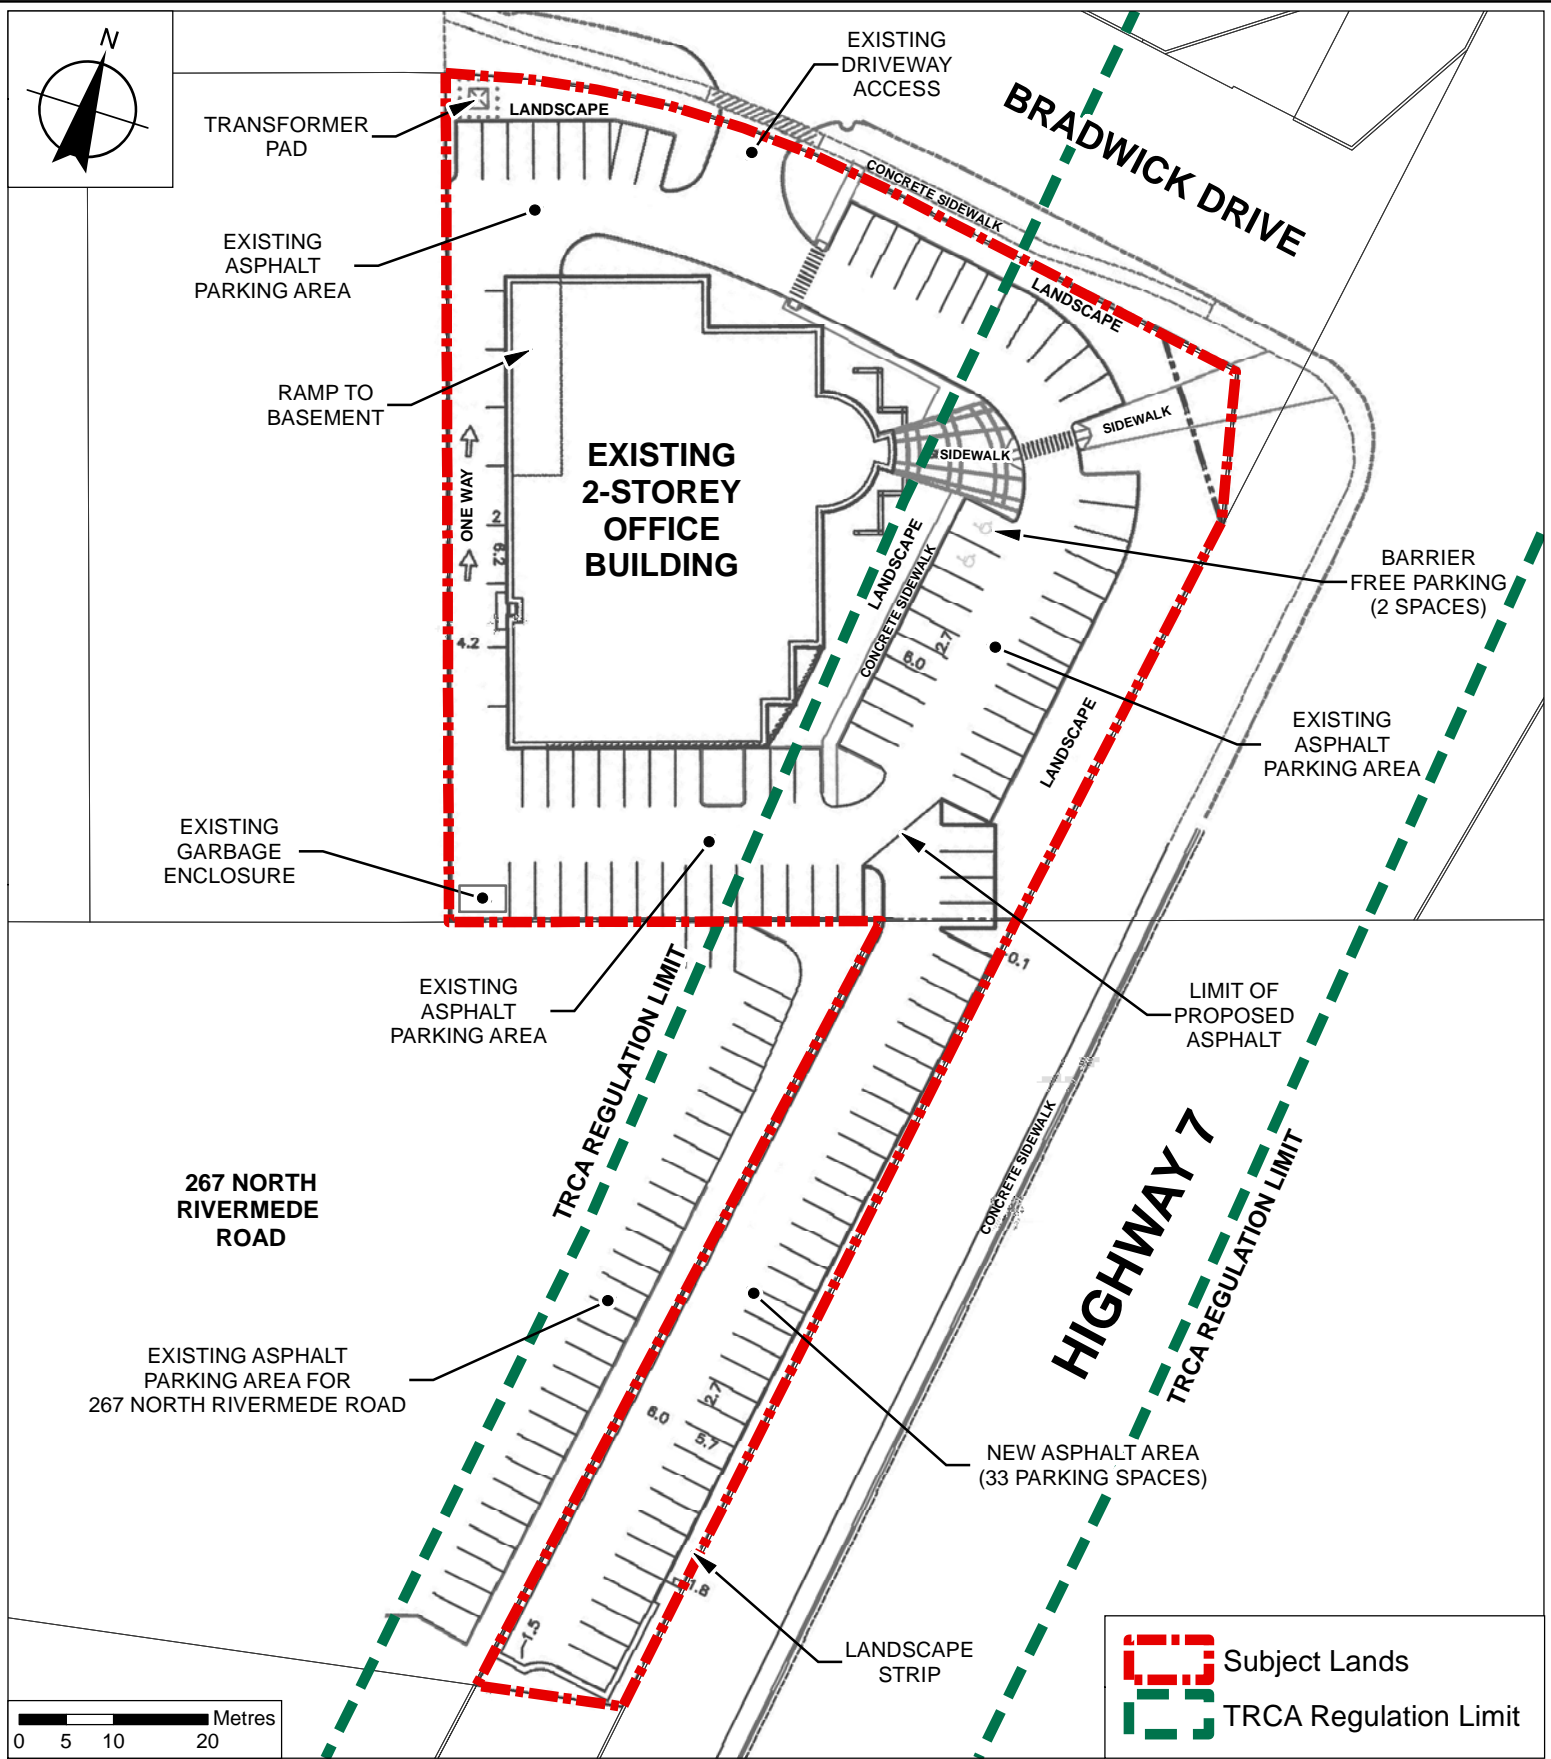 N
EXISTING
DRIVEWAY
ACCESS
BRADWICK DRIVE
TRANSFORMER
PAD
LANDSCAPE
CONCRETE SIDEWALK
EXISTING
ASPHALT
PARKING AREA
LANDSCAPE
RAMP TO
BASEMENT
SIDEWALK
SIDEWALK
ONE WAY
EXISTING
2-STOREY
OFFICE
BUILDING
2
6.2
4.2
LANDSCAPE
CONCRETE SIDEWALK
BARRIER
FREE PARKING
(2 SPACES)
2.7
6.0
LANDSCAPE
EXISTING
ASPHALT
PARKING AREA
EXISTING
GARBAGE
ENCLOSURE
EXISTING
ASPHALT
PARKING AREA
TRCA REGULATION LIMIT
0.1
LIMIT OF
PROPOSED
ASPHALT
CONCRETE SIDEWALK
HIGHWAY 7
TRCA REGULATION LIMIT
267 NORTH
RIVERMEDE
ROAD
EXISTING ASPHALT
PARKING AREA FOR
267 NORTH RIVERMEDE ROAD
2.7
6.0
5.7
NEW ASPHALT AREA
(33 PARKING SPACES)
1.8
1.5
LANDSCAPE
STRIP
Subject Lands
TRCA Regulation Limit
Metres
0 5 10 20